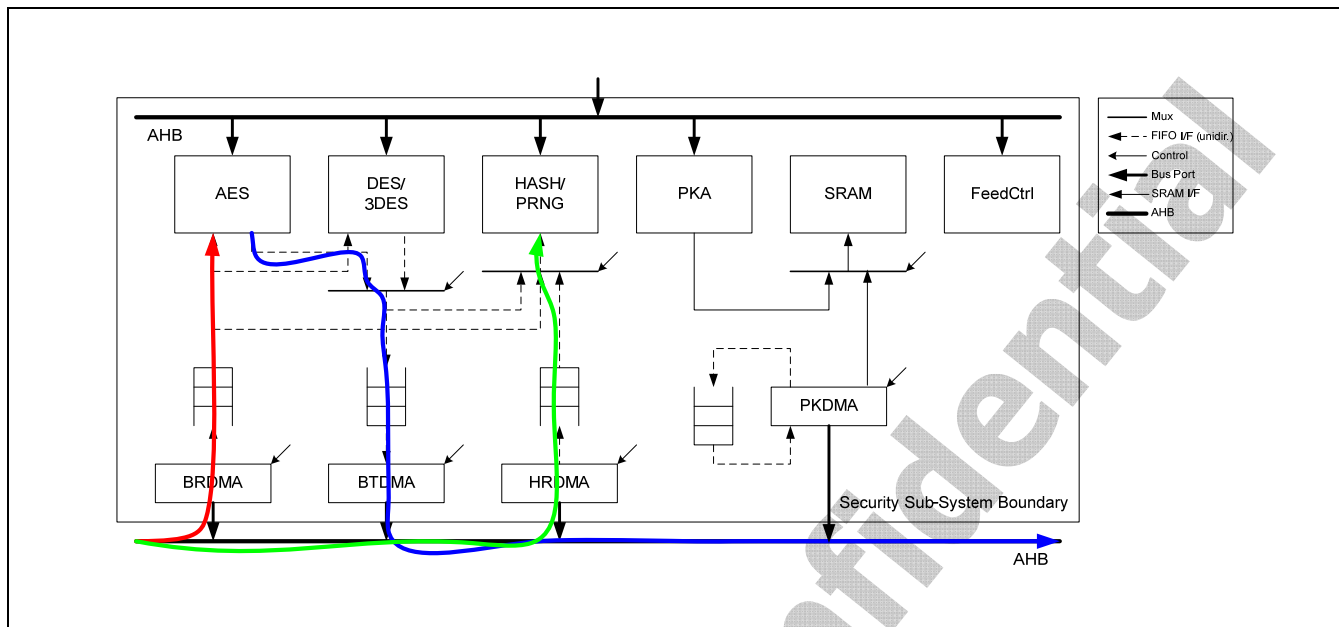 AHB
AES
DES/
3DES
HASH/
PRNG
PKA
SRAM
FeedCtrl
Mux
FIFO I/F (unidir.)
Control
Bus Port
SRAM I/F
AHB
PKDMA
BRDMA
BTDMA
HRDMA
Security Sub-System Boundary
AHB
nfidential